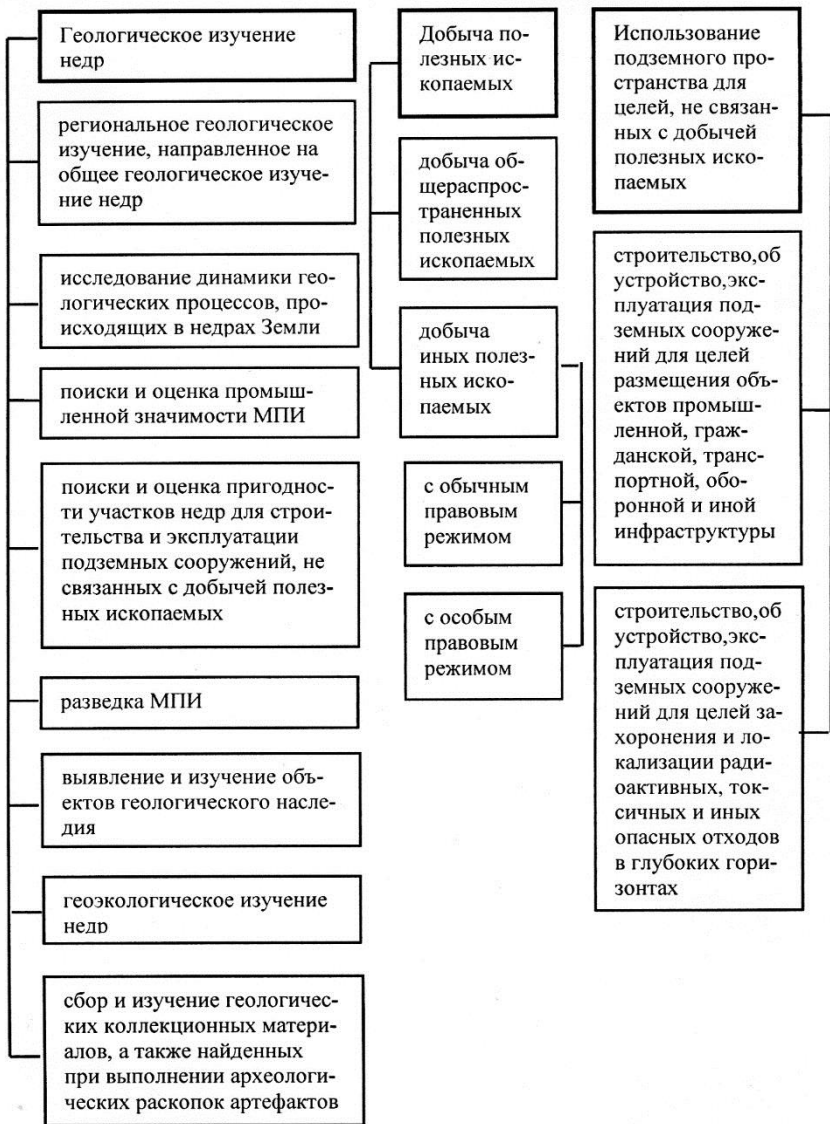 Геологическое изучение
недр
региональное геологическое
изучение, направленное на
общее геологическое изуче-
ние недр
исследование динамики гео-
логических процессов, про-
исходящих в недрах Земли
поиски и оценка промыш-
ленной значимости МПИ
поиски и оценка пригодно-
сти участков недр для строи-
тельства и эксплуатации
подземных сооружений, не
связанных с добычей полез-
ных ископаемых
разведка МПИ
выявление и изучение объ-
ектов геологического насле-
дия
геоэкологическое изучение
недр
сбор и изучение геологичес-
ких коллекционных матери-
алов, а также найденных
при выполнении археологи-
ческих раскопок артефактов
Добыча по-
лезных ис-
копаемых
добыча об-
щераспрос-
траненных
полезных
ископаемых
добыча
иных полез-
ных иско-
паемых
с обычным
правовым
режимом
с особым
правовым
режимом
Использование
подземного про-
странства для
целей, не связан-
ных с добычей
полезных иско-
паемых
строительство,об
устройство,экс-
плуатация под-
земных сооруже-
ний для целей
размещения объ-
ектов промыш-
ленной, граж-
данской, транс-
портной, обо-
ронной и иной
инфраструктуры
строительство,об
устройство,экс-
плуатация под-
земных сооруже-
ний для целей за-
хоронения и ло-
кализации ради-
оактивных, ток-
сичных и иных
опасных отходов
в глубоких гори-
зонтах